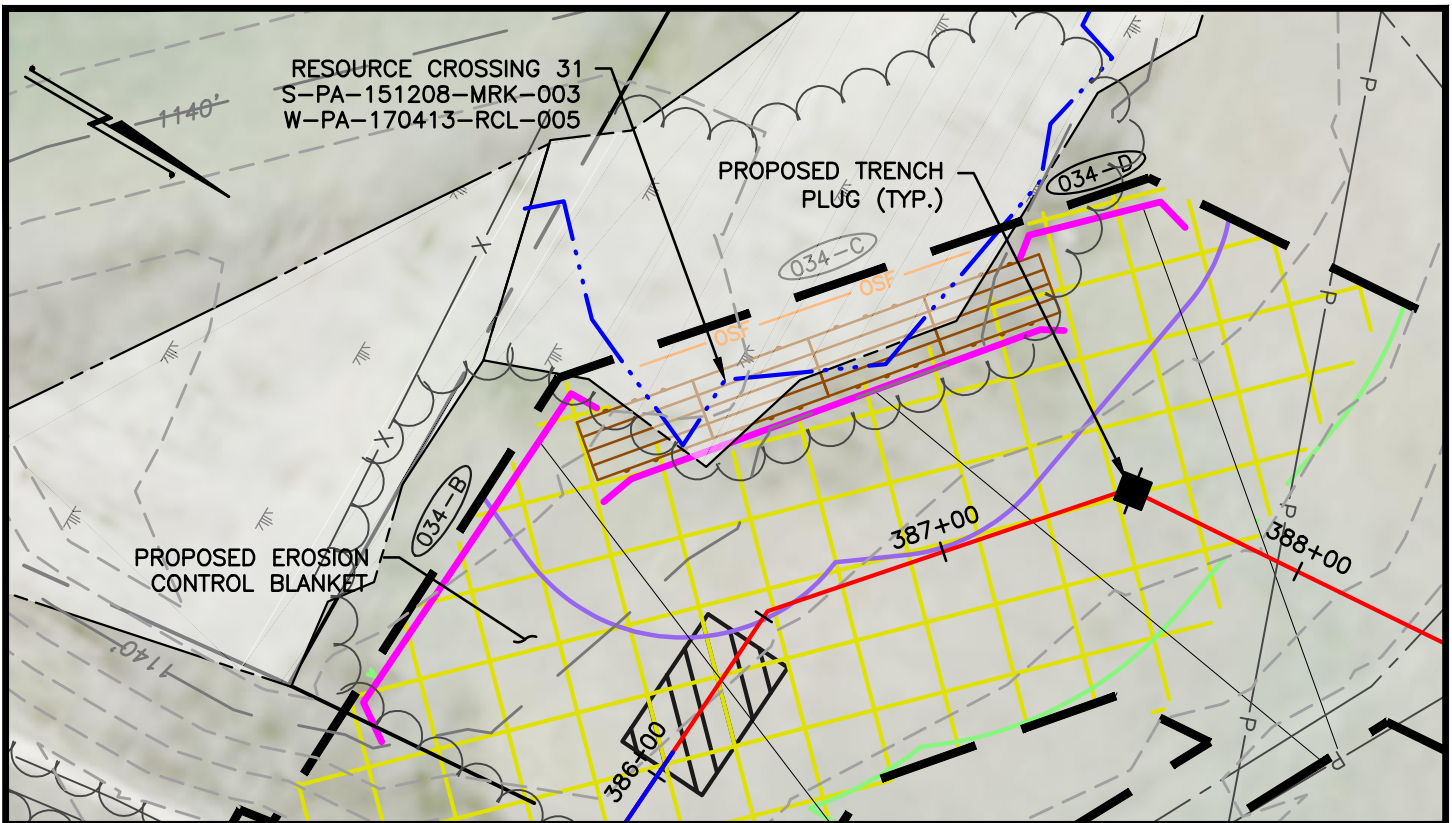 RESOURCE CROSSING 31
S-PA-151208-MRK-003
W-PA-170413-RCL-005
1140'
PROPOSED TRENCH
PLUG (TYP.)
034-D
034-C
OSF
OSF
X
X
P
P
P
P
P
034-B
PROPOSED EROSION
CONTROL BLANKET
387+00
388+00
386+00
1140'